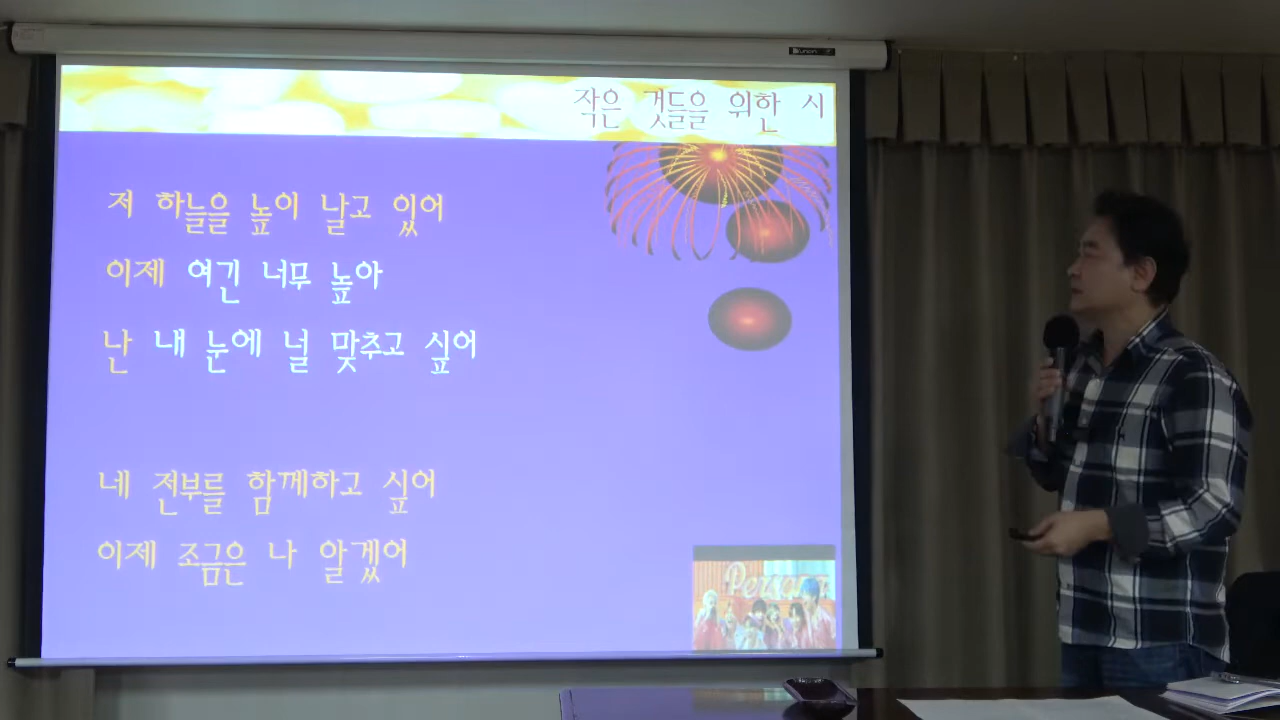 작은 것들을 위한 시
저 하늘을 높이 날고 있어
이제 여긴 너무 높아
난 내 눈에 널 맞추고 싶어
네 전부를 함께하고 싶어
이제 조금은 나 알겠어
Persona